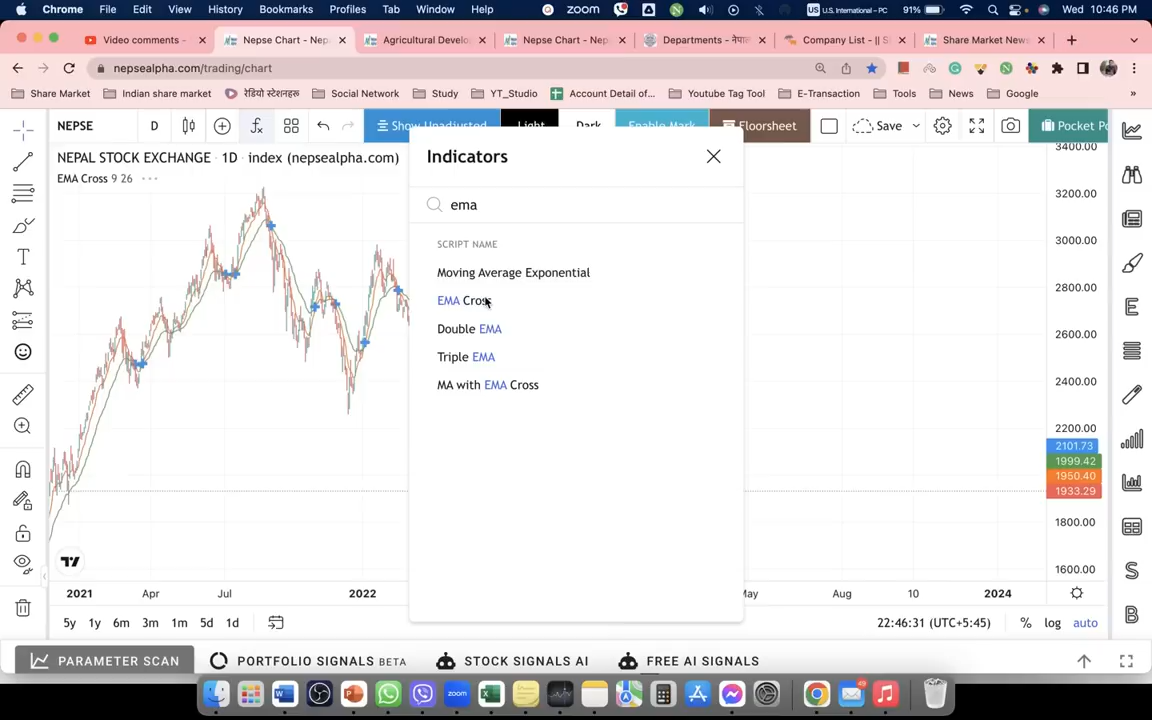 Chrome File Edit View History Bookmarks Profiles Tab Window Help zoom U.S. International – PC 91% Wed 10:46 PM
Video comments - Nepse Chart - Nep Agricultural Develo Nepse Chart - Nep Departments - नेपाल Company List - || S Share Market News
nepsealpha.com/trading/chart
Share Market Indian share market रेडियो स्टेशनहरु Social Network Study YT_Studio Account Detail of... Youtube Tag Tool E-Transaction Tools News Google »
NEPSE D Show Unadjusted Light Dark Enable Mark Floorsheet Save Pocket Po
NEPAL STOCK EXCHANGE · 1D · index (nepsealpha.com)
EMA Cross 9 26
Indicators
ema
SCRIPT NAME
Moving Average Exponential
EMA Cross
Double EMA
Triple EMA
MA with EMA Cross
3400.00
3200.00
3000.00
2800.00
2600.00
2400.00
2200.00
2101.73
1999.42
1950.40
1933.29
1800.00
1600.00
2021 Apr Jul 2022 May Aug 10 2024
5y 1y 6m 3m 1m 5d 1d 22:46:31 (UTC+5:45) % log auto
PARAMETER SCAN PORTFOLIO SIGNALS BETA STOCK SIGNALS AI FREE AI SIGNALS
zoom